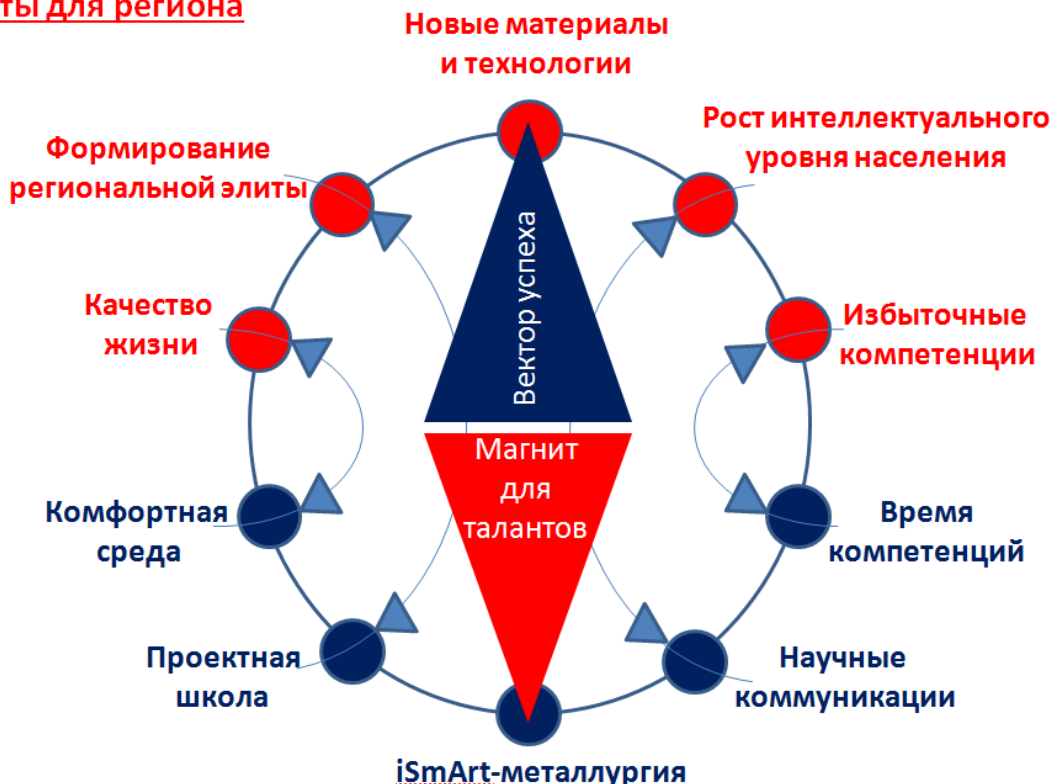 ты для региона
Новые материалы
и технологии
Рост интеллектуального
уровня населения
Формирование
региональной элиты
Качество
жизни
Избыточные
компетенции
Вектор успеха
Магнит
для
талантов
Комфортная
среда
Время
компетенций
Проектная
школа
Научные
коммуникации
iSmArt-металлургия